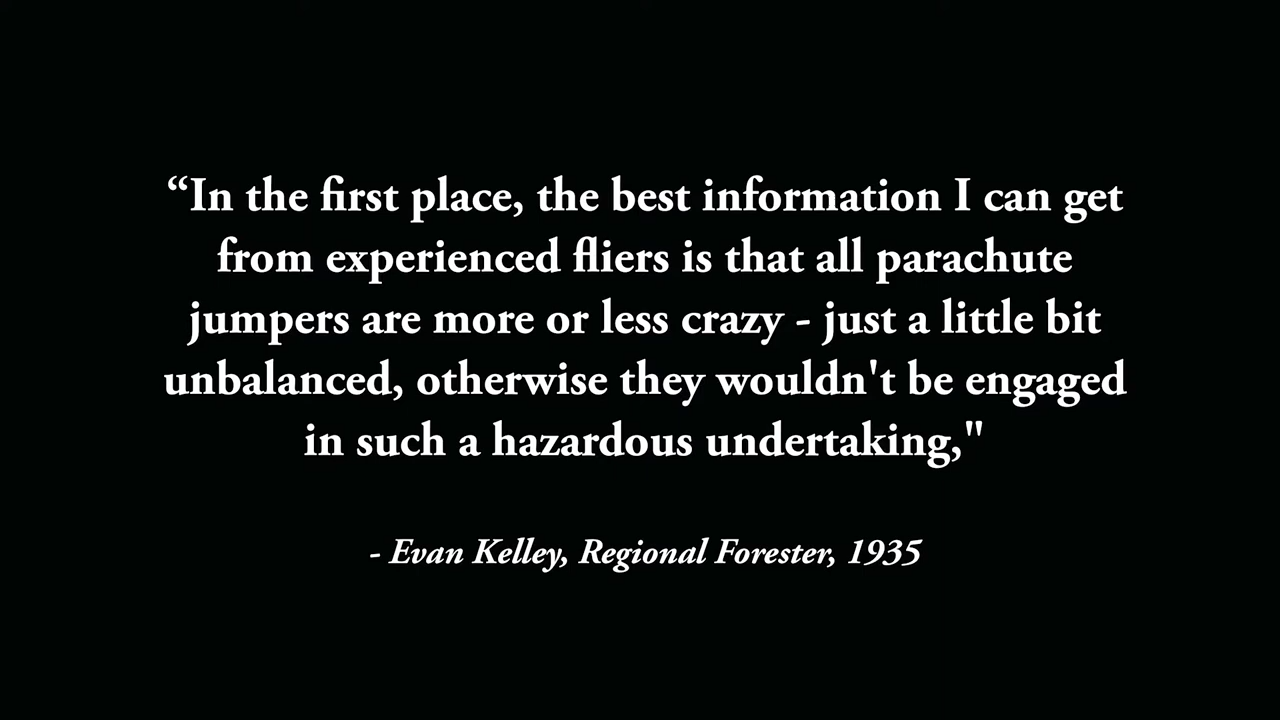 “In the first place, the best information I can get
from experienced fliers is that all parachute
jumpers are more or less crazy - just a little bit
unbalanced, otherwise they wouldn't be engaged
in such a hazardous undertaking,"
- Evan Kelley, Regional Forester, 1935